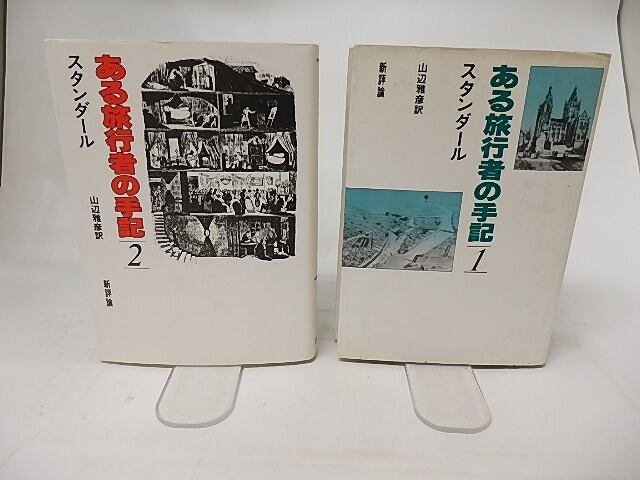 ある旅行者の手記
2
スタンダール
山辺雅彦訳
新評論
ある旅行者の手記
1
スタンダール
山辺雅彦訳
新評論